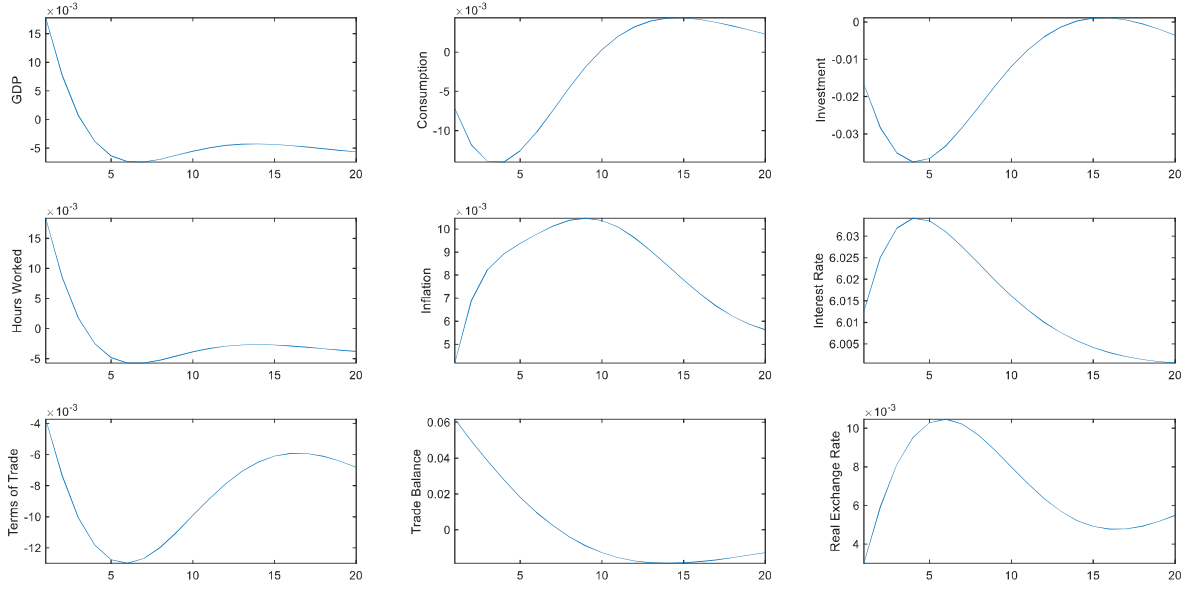 ×10⁻³
15
10
5
0
-5
GDP
5 10 15 20
×10⁻³
0
-5
-10
Consumption
5 10 15 20
0
-0.01
-0.02
-0.03
Investment
5 10 15 20
×10⁻³
15
10
5
0
-5
Hours Worked
5 10 15 20
×10⁻³
10
9
8
7
6
5
Inflation
5 10 15 20
6.03
6.025
6.02
6.015
6.01
6.005
Interest Rate
5 10 15 20
×10⁻³
-4
-6
-8
-10
-12
Terms of Trade
5 10 15 20
0.06
0.04
0.02
0
Trade Balance
5 10 15 20
×10⁻³
10
8
6
4
Real Exchange Rate
5 10 15 20